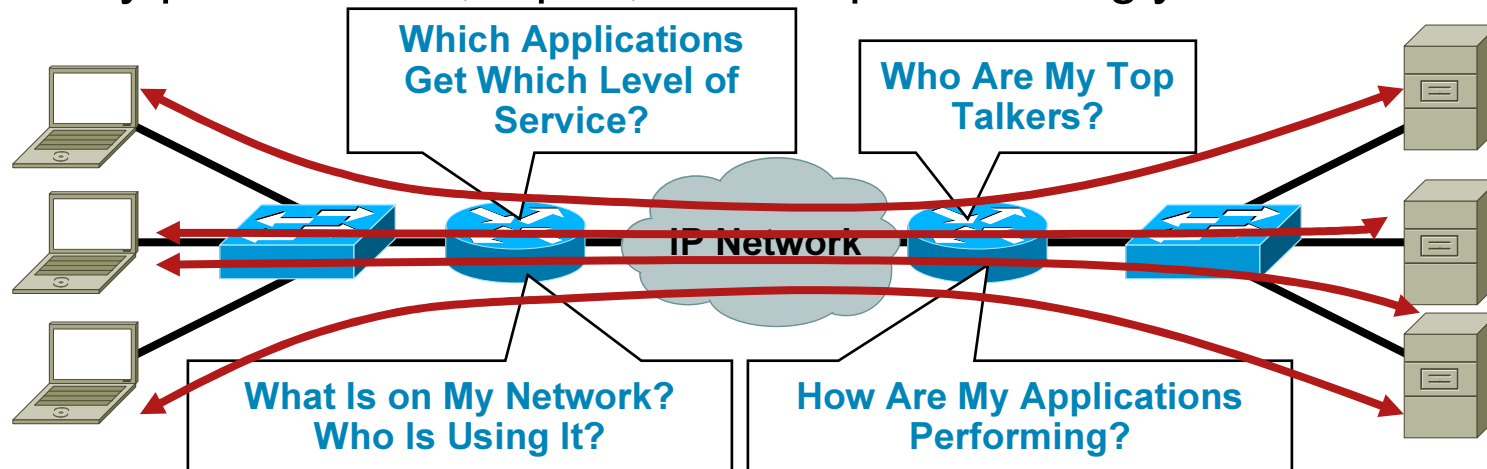 Which Applications
Get Which Level of
Service?
Who Are My Top
Talkers?
IP Network
What Is on My Network?
Who Is Using It?
How Are My Applications
Performing?